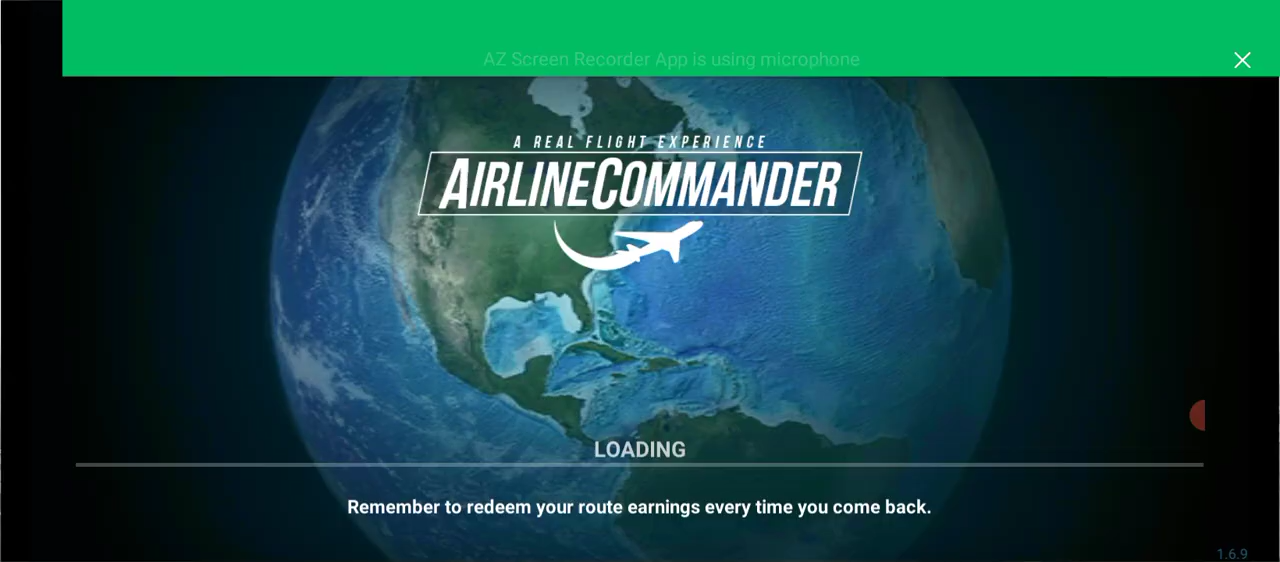 AZ Screen Recorder App is using microphone
A REAL FLIGHT EXPERIENCE
AIRLINECOMMANDER
LOADING
Remember to redeem your route earnings every time you come back.
1.6.9